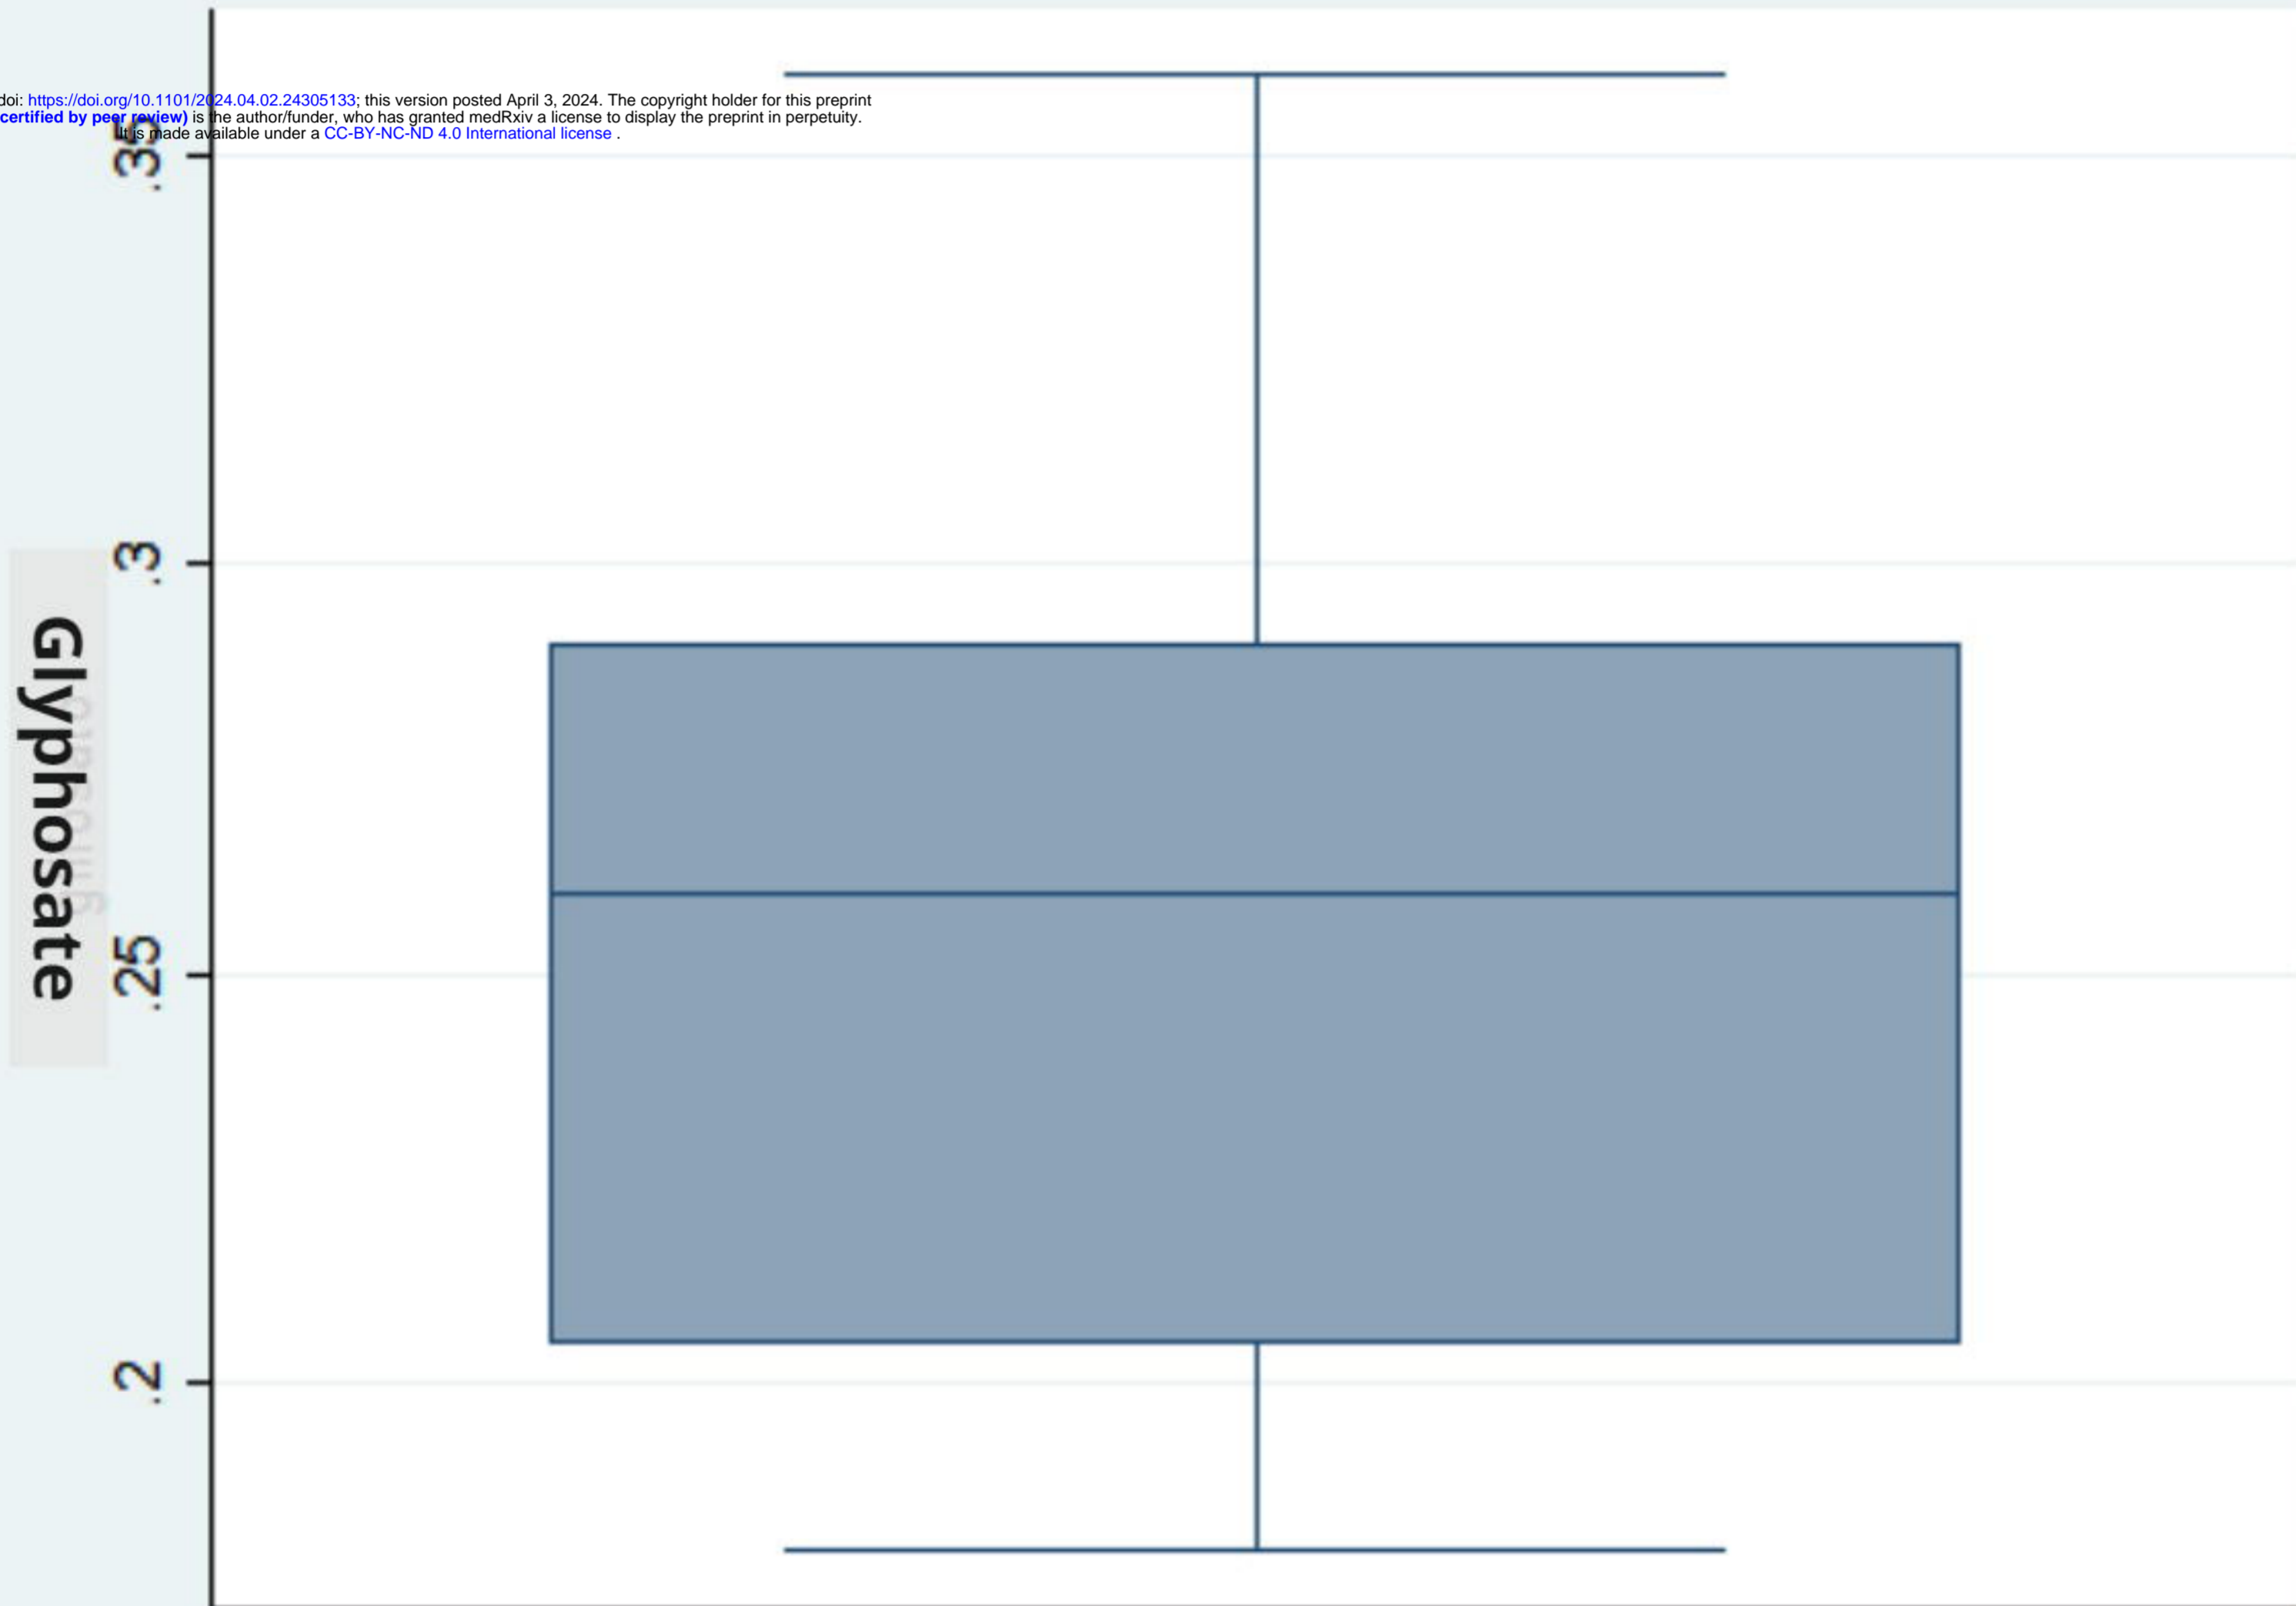 doi: https://doi.org/10.1101/2024.04.02.24305133; this version posted April 3, 2024. The copyright holder for this preprint
certified by peer review) is the author/funder, who has granted medRxiv a license to display the preprint in perpetuity.
It is made available under a CC-BY-NC-ND 4.0 International license .
.35
.3
Glyphosate
.25
.2